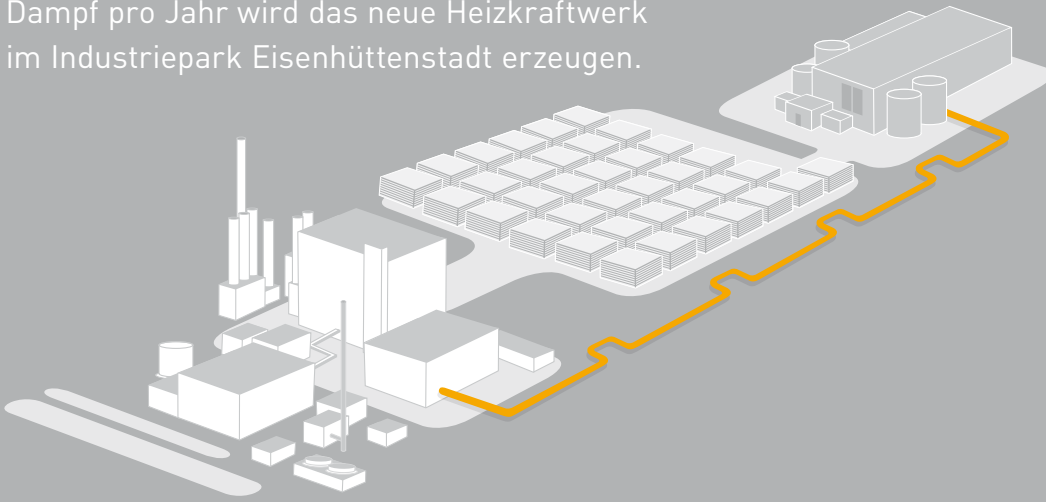 Dampf pro Jahr wird das neue Heizkraftwerk
im Industriepark Eisenhüttenstadt erzeugen.